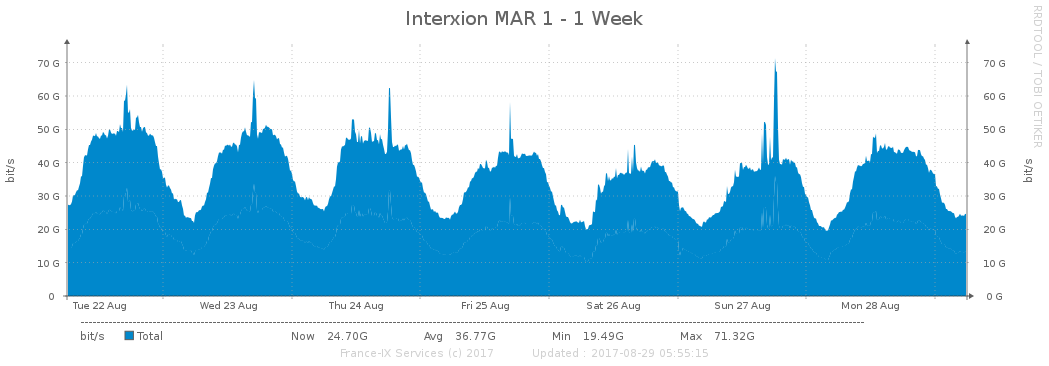 Interxion MAR 1 - 1 Week
RRDTOOL / TOBI OETIKER
bit/s
70 G 70 G
60 G 60 G
50 G 50 G
40 G 40 G
30 G 30 G
20 G 20 G
10 G 10 G
0 0 G
bit/s
Tue 22 Aug Wed 23 Aug Thu 24 Aug Fri 25 Aug Sat 26 Aug Sun 27 Aug Mon 28 Aug
bit/s Total Now 24.70G Avg 36.77G Min 19.49G Max 71.32G
France-IX Services (c) 2017 Updated : 2017-08-29 05:55:15